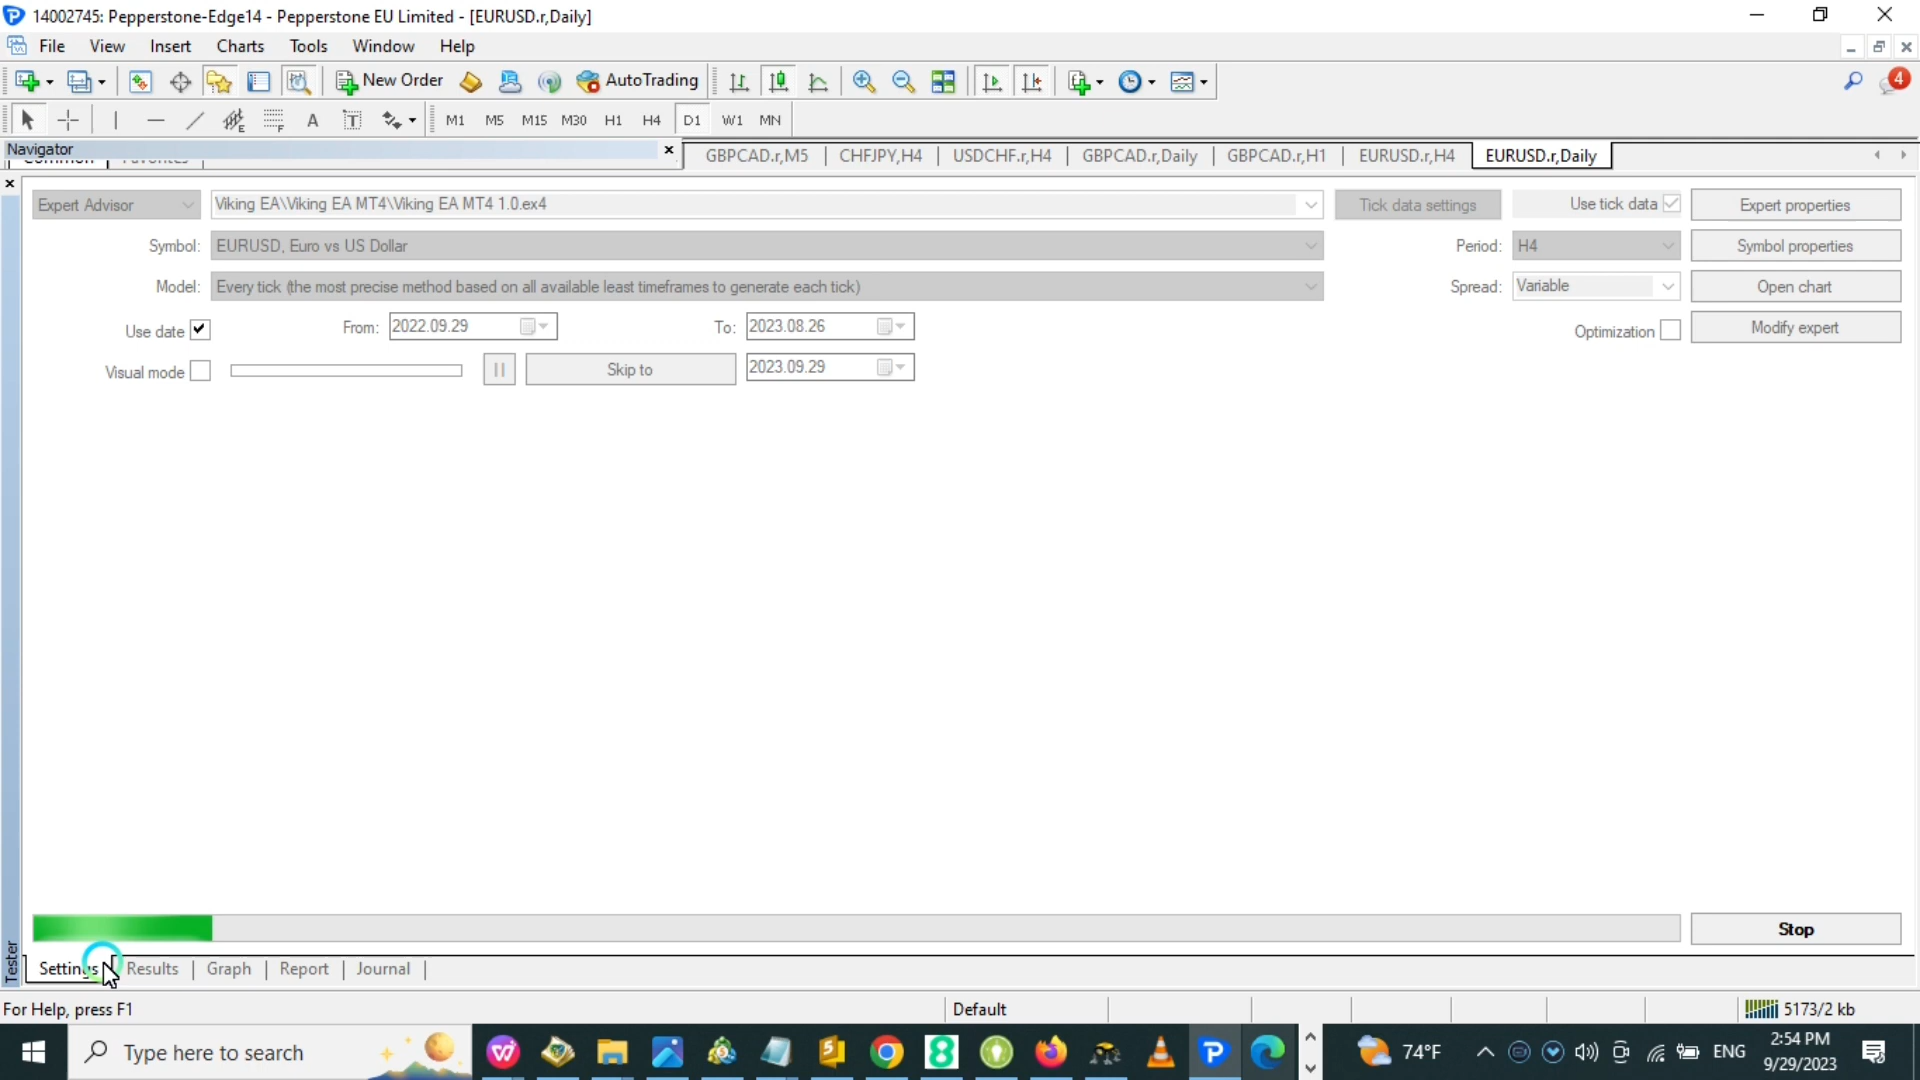 14002745: Pepperstone-Edge14 - Pepperstone EU Limited - [EURUSD.r,Daily]
File View Insert Charts Tools Window Help
New Order AutoTrading 4
A T M1 M5 M15 M30 H1 H4 D1 W1 MN
Navigator
Common Favorites GBPCAD.r,M5 CHFJPY,H4 USDCHF.r,H4 GBPCAD.r,Daily GBPCAD.r,H1 EURUSD.r,H4 EURUSD.r,Daily
Expert Advisor Viking EA\Viking EA MT4\Viking EA MT4 1.0.ex4 Tick data settings Use tick data Expert properties
Symbol: EURUSD, Euro vs US Dollar Period: H4 Symbol properties
Model: Every tick (the most precise method based on all available least timeframes to generate each tick) Spread: Variable Open chart
Use date From: 2022.09.29 To: 2023.08.26 Optimization Modify expert
Visual mode Skip to 2023.09.29
Stop
Tester
Settings Results Graph Report Journal
For Help, press F1 Default 5173/2 kb
Type here to search 74°F ENG 2:54 PM
9/29/2023